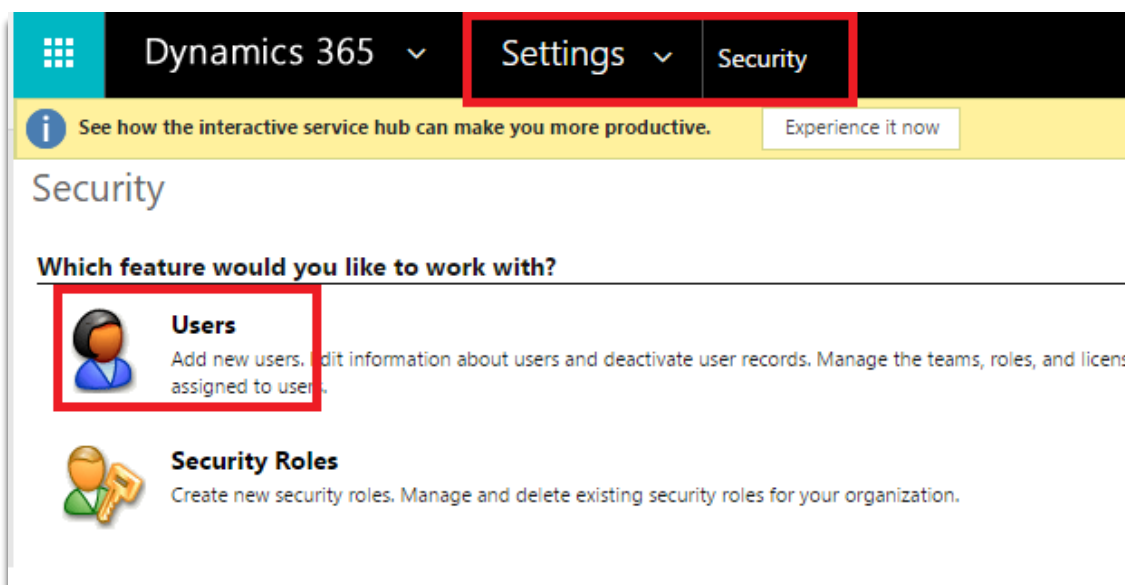 Dynamics 365 Settings Security
See how the interactive service hub can make you more productive. Experience it now
Security
Which feature would you like to work with?
Users
Add new users. Edit information about users and deactivate user records. Manage the teams, roles, and licens
assigned to users.
Security Roles
Create new security roles. Manage and delete existing security roles for your organization.